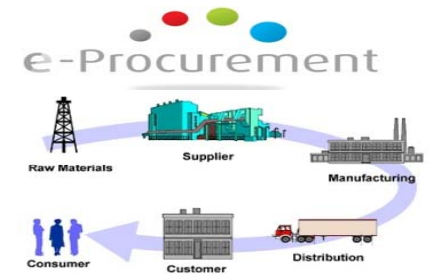 e-Procurement
Raw Materials
Supplier
Manufacturing
Distribution
Customer
Consumer